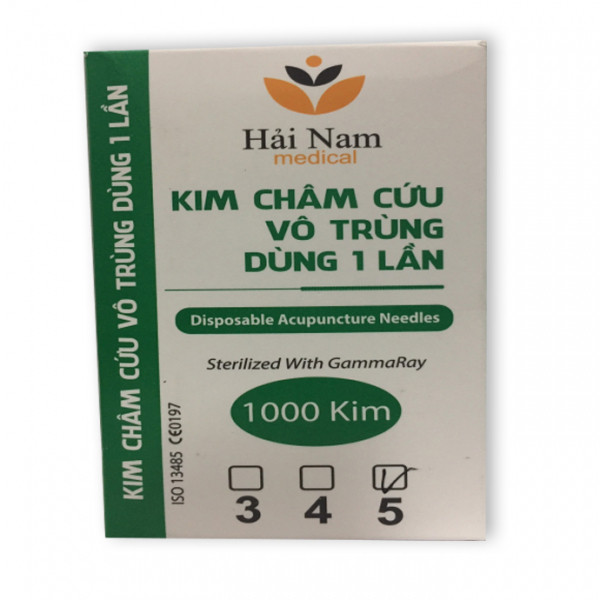 Hải Nam
medical
KIM CHÂM CỨU
VÔ TRÙNG
DÙNG 1 LẦN
Disposable Acupuncture Needles
Sterilized With GammaRay
1000 Kim
3 4 5
KIM CHÂM CỨU VÔ TRÙNG DÙNG 1 LẦN
ISO 13485 CE0197